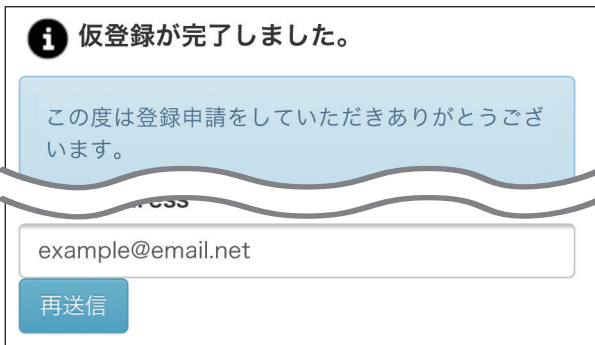 仮登録が完了しました。
この度は登録申請をしていただきありがとうござ
います。
example@email.net
再送信